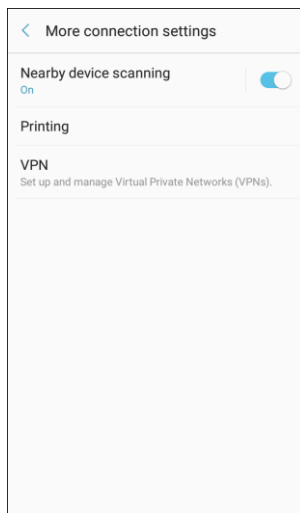 More connection settings
Nearby device scanning
On
Printing
VPN
Set up and manage Virtual Private Networks (VPNs).